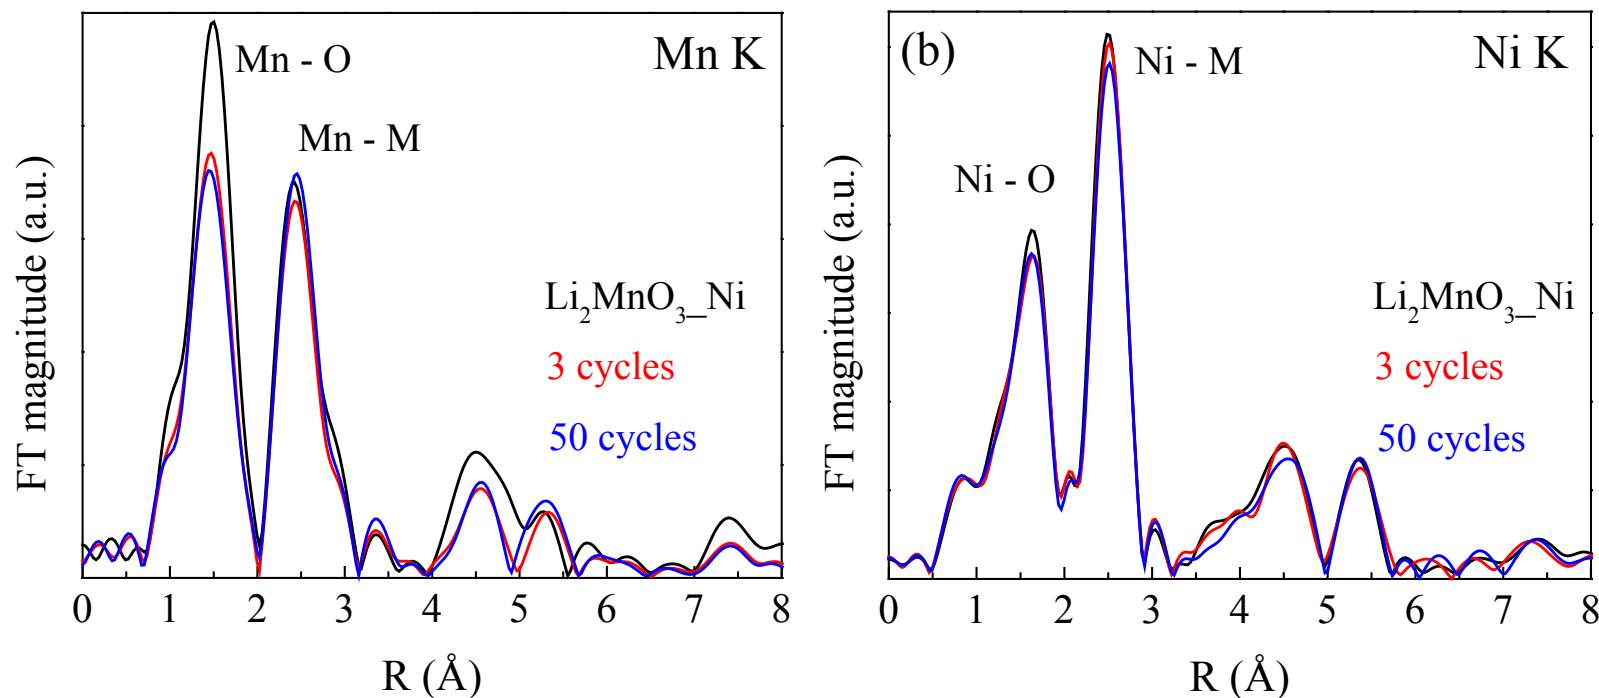 Mn - O
Mn K
Mn - M
Li₂MnO₃_Ni
3 cycles
50 cycles
FT magnitude (a.u.)
0 1 2 3 4 5 6 7 8
R (Å)
(b)
Ni - M
Ni K
Ni - O
Li₂MnO₃_Ni
3 cycles
50 cycles
FT magnitude (a.u.)
0 1 2 3 4 5 6 7 8
R (Å)